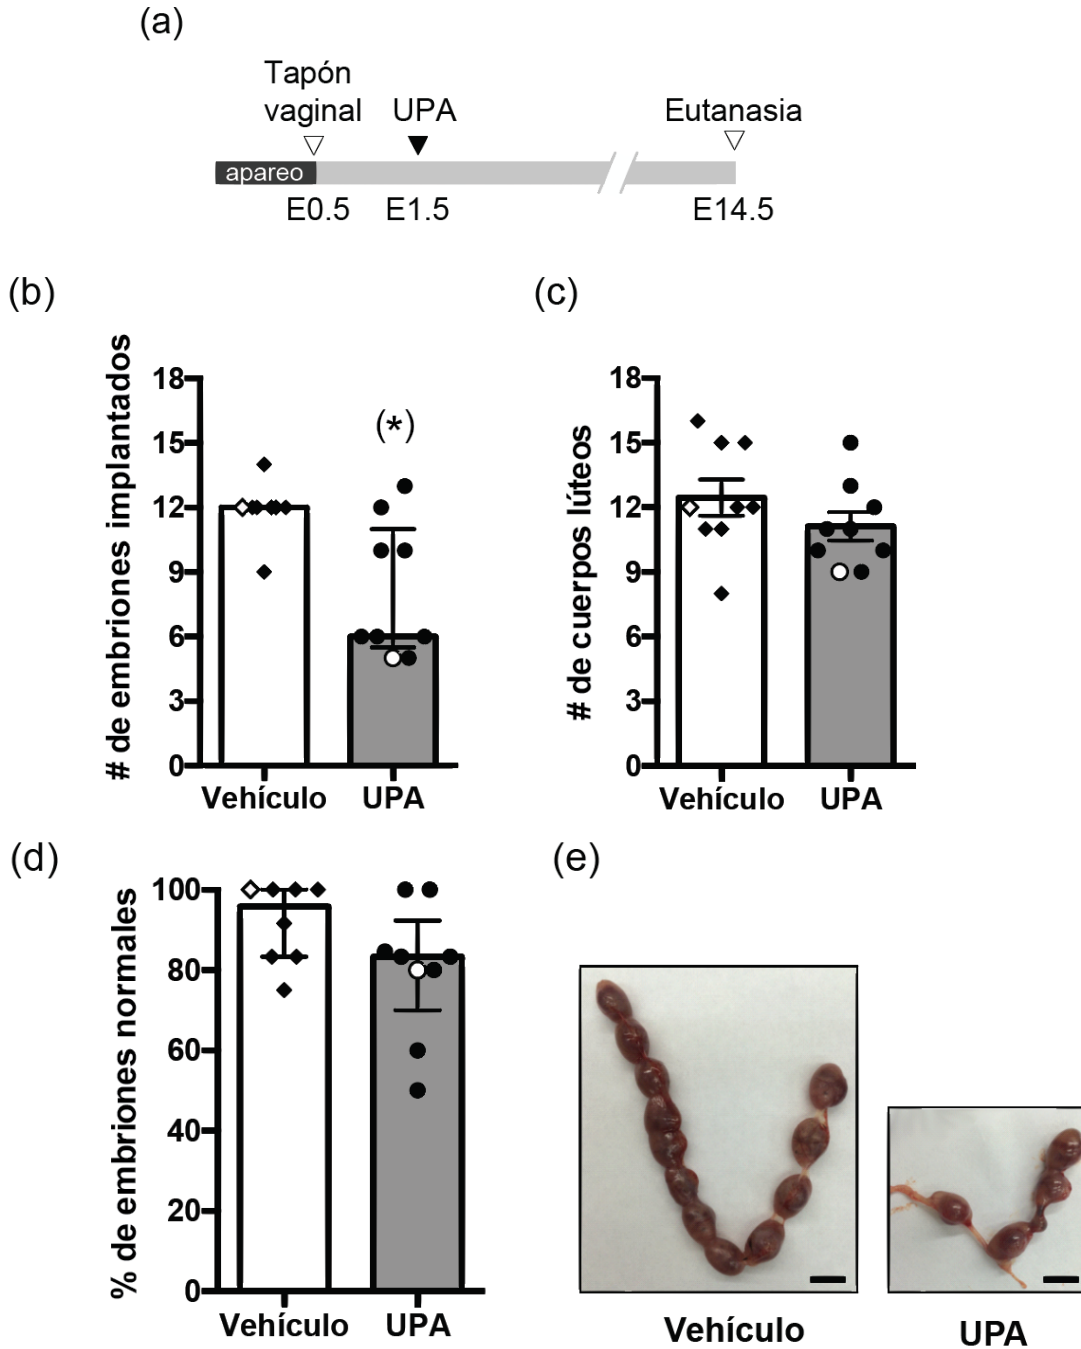 (a)
Tapón
vaginal
UPA
Eutanasia
apareo
E0.5
E1.5
E14.5
(b)
# de embriones implantados
18
15
12
9
6
3
0
(*)
Vehículo
UPA
(c)
# de cuerpos lúteos
18
15
12
9
6
3
0
Vehículo
UPA
(d)
% de embriones normales
100
80
60
40
20
0
Vehículo
UPA
(e)
Vehículo
UPA